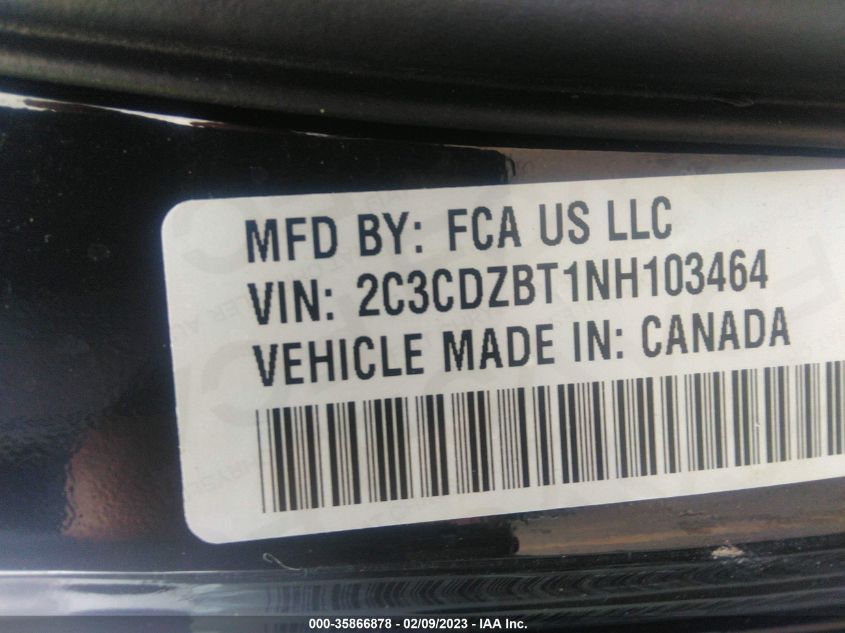 MFD BY: FCA US LLC
VIN: 2C3CDZBT1NH103464
VEHICLE MADE IN: CANADA
000-35866878 - 02/09/2023 - IAA Inc.